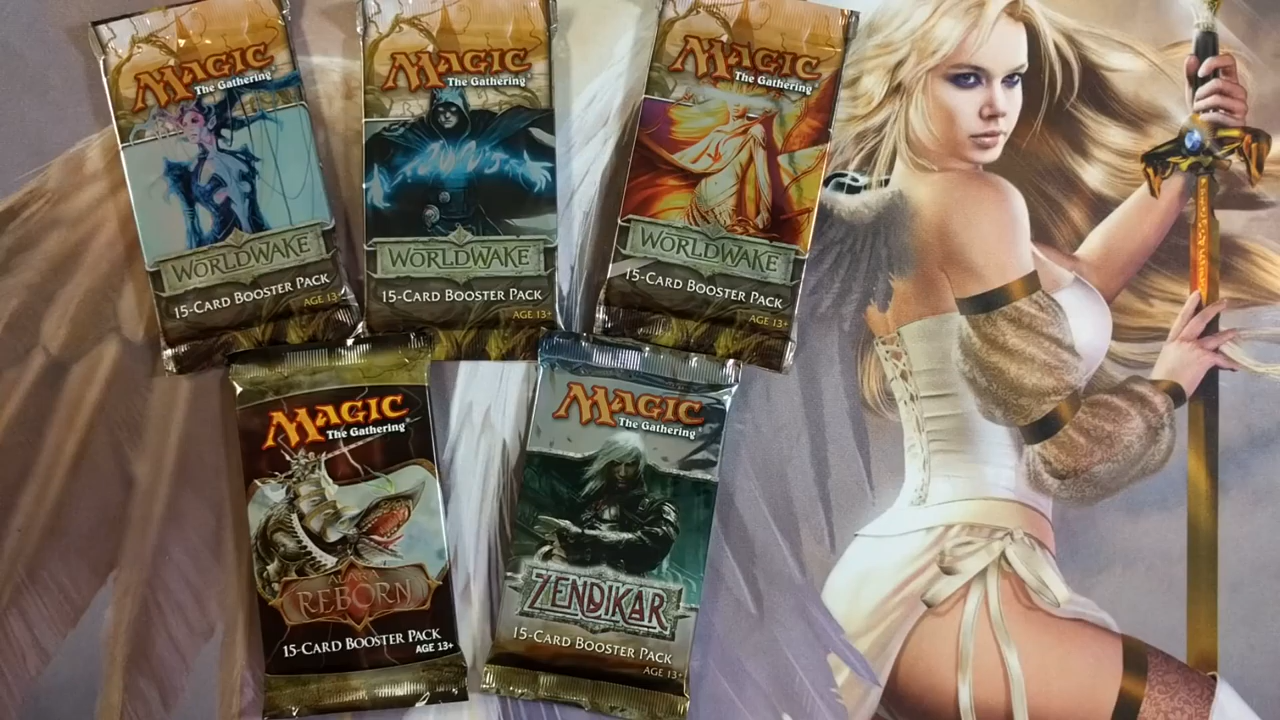 MAGIC
The Gathering®
WORLDWAKE
15-CARD BOOSTER PACK
AGE 13+
MAGIC
The Gathering®
WORLDWAKE
15-CARD BOOSTER PACK
AGE 13+
MAGIC
The Gathering®
WORLDWAKE
15-CARD BOOSTER PACK
AGE 13+
MAGIC
The Gathering®
ALARA
REBORN
15-CARD BOOSTER PACK
AGE 13+
MAGIC
The Gathering®
ZENDIKAR
15-CARD BOOSTER PACK
AGE 13+